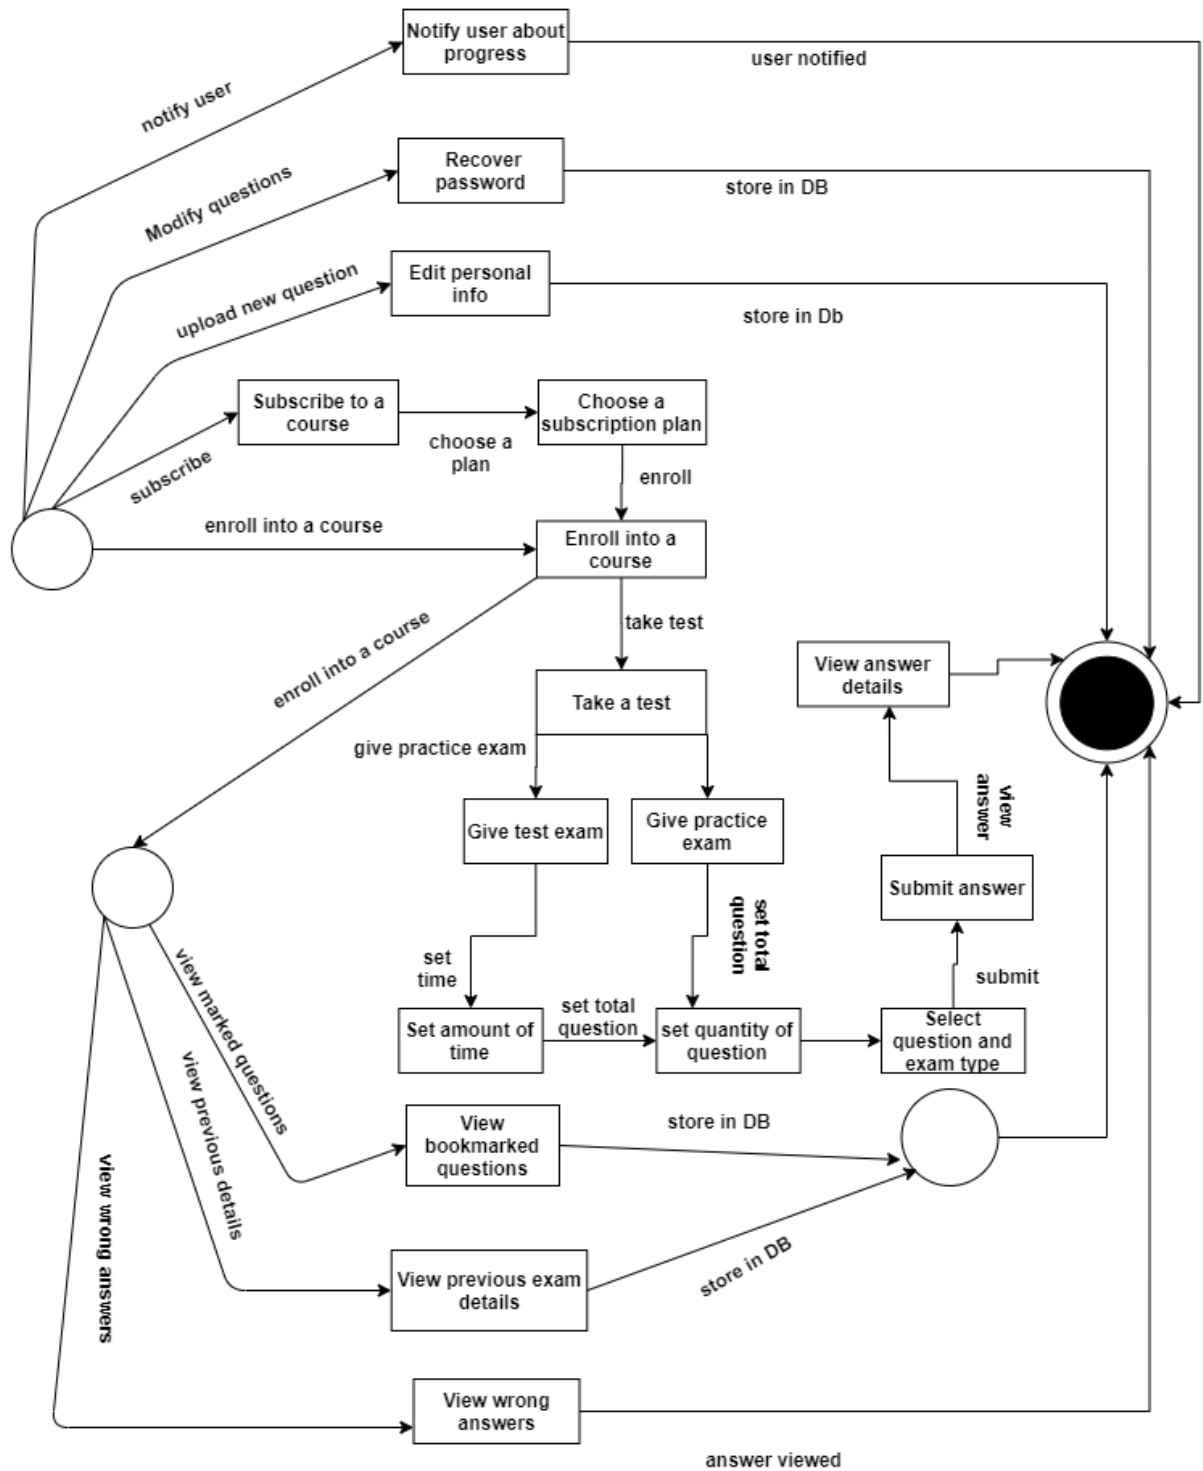 Notify user about
progress
user notified
notify user
Recover
password
store in DB
Modify questions
Edit personal
info
store in Db
upload new question
Subscribe to a
course
choose a
plan
Choose a
subscription plan
subscribe
enroll
enroll into a course
Enroll into a
course
take test
enroll into a course
View answer
details
Take a test
give practice exam
view
answer
Give test exam
Give practice
exam
Submit answer
set total
question
set
time
submit
view marked questions
Set amount of
time
set total
question
set quantity of
question
Select
question and
exam type
view previous details
View
bookmarked
questions
store in DB
view wrong answers
View previous exam
details
store in DB
View wrong
answers
answer viewed